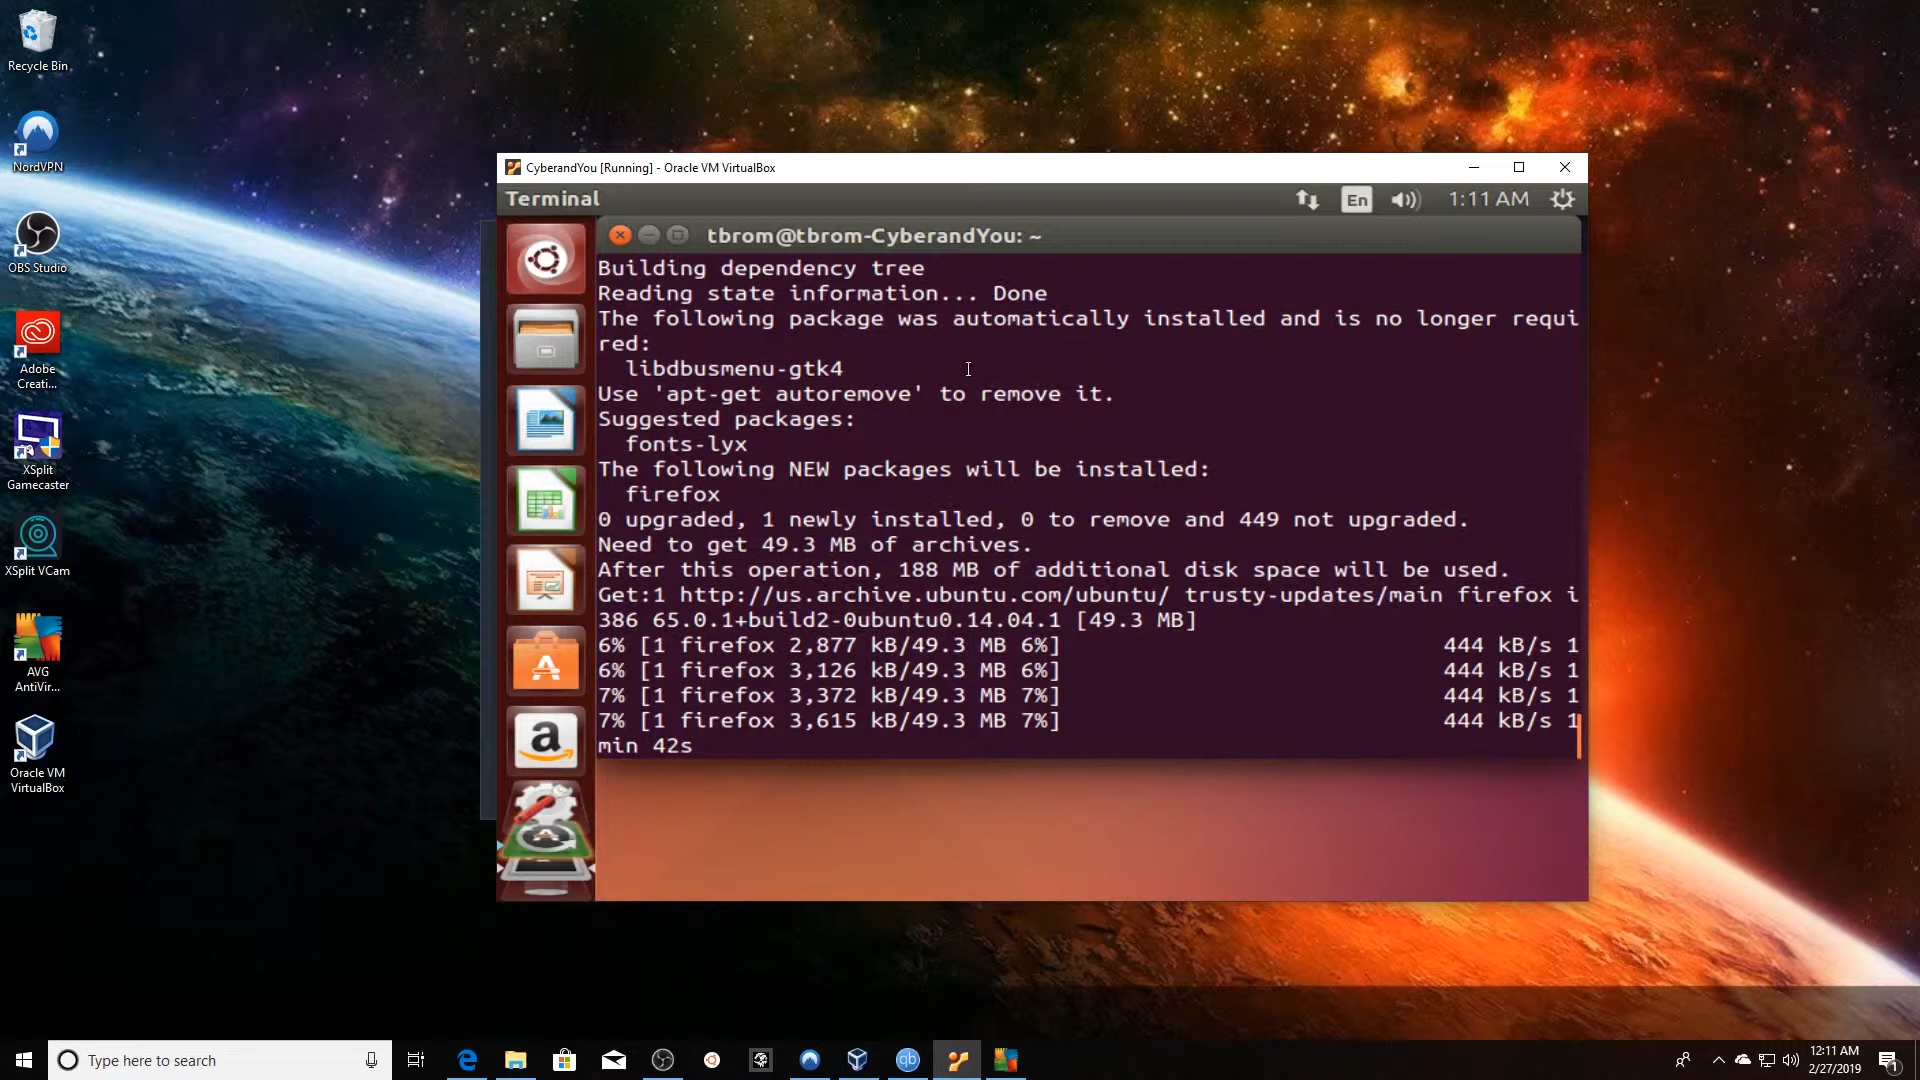 Recycle Bin
NordVPN
OBS Studio
Adobe
Creati...
XSplit
Gamecaster
XSplit VCam
AVG
AntiVir...
Oracle VM
VirtualBox
CyberandYou [Running] - Oracle VM VirtualBox
Terminal
En
1:11 AM
tbrom@tbrom-CyberandYou: ~
Building dependency tree
Reading state information... Done
The following package was automatically installed and is no longer requi
red:
libdbusmenu-gtk4
Use 'apt-get autoremove' to remove it.
Suggested packages:
fonts-lyx
The following NEW packages will be installed:
firefox
0 upgraded, 1 newly installed, 0 to remove and 449 not upgraded.
Need to get 49.3 MB of archives.
After this operation, 188 MB of additional disk space will be used.
Get:1 http://us.archive.ubuntu.com/ubuntu/ trusty-updates/main firefox i
386 65.0.1+build2-0ubuntu0.14.04.1 [49.3 MB]
6% [1 firefox 2,877 kB/49.3 MB 6%] 444 kB/s 1
6% [1 firefox 3,126 kB/49.3 MB 6%] 444 kB/s 1
7% [1 firefox 3,372 kB/49.3 MB 7%] 444 kB/s 1
7% [1 firefox 3,615 kB/49.3 MB 7%] 444 kB/s 1
min 42s
Type here to search
qb
12:11 AM
2/27/2019
1